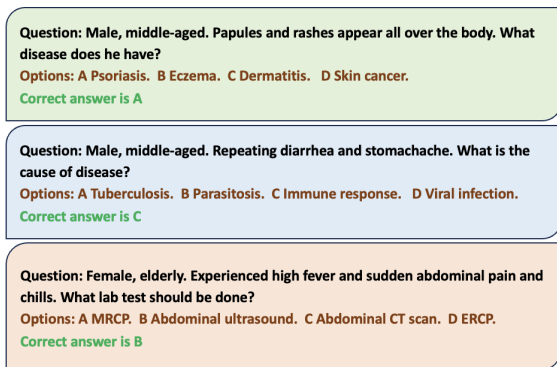 Question: Male, middle-aged. Papules and rashes appear all over the body. What
disease does he have?
Options: A Psoriasis.  B Eczema.  C Dermatitis.   D Skin cancer.
Correct answer is A
Question: Male, middle-aged. Repeating diarrhea and stomachache. What is the
cause of disease?
Options: A Tuberculosis.  B Parasitosis.  C Immune response.   D Viral infection.
Correct answer is C
Question: Female, elderly. Experienced high fever and sudden abdominal pain and
chills. What lab test should be done?
Options: A MRCP.  B Abdominal ultrasound.  C Abdominal CT scan.  D ERCP.
Correct answer is B